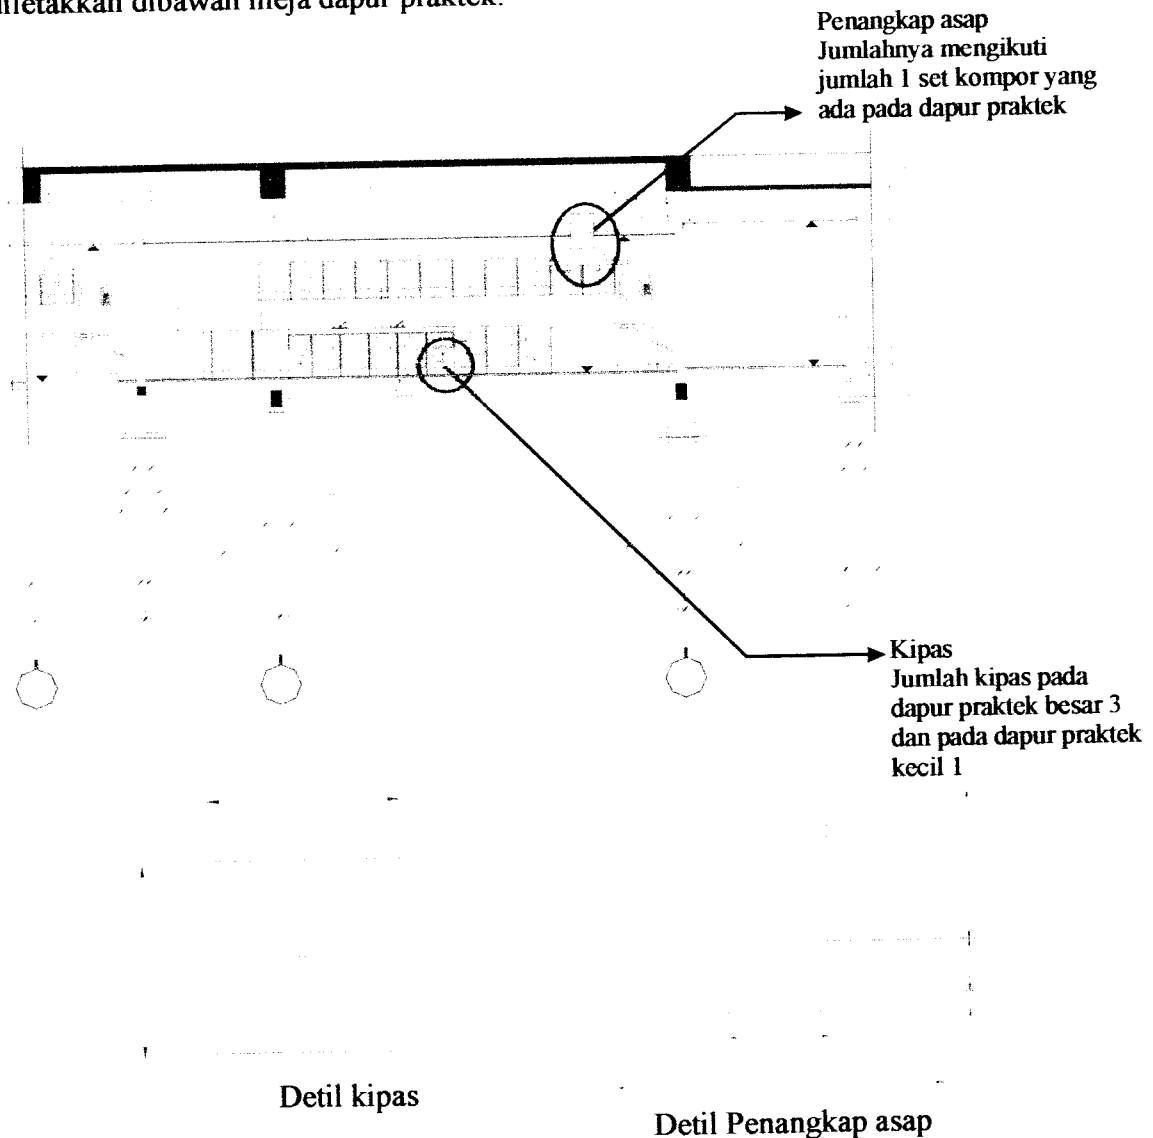 dibawah meja dapur praktek.
Penangkap asap
Jumlahnya mengikuti
jumlah 1 set kompor yang
ada pada dapur praktek
Kipas
Jumlah kipas pada
dapur praktek besar 3
dan pada dapur praktek
kecil 1
Detil kipas
Detil Penangkap asap